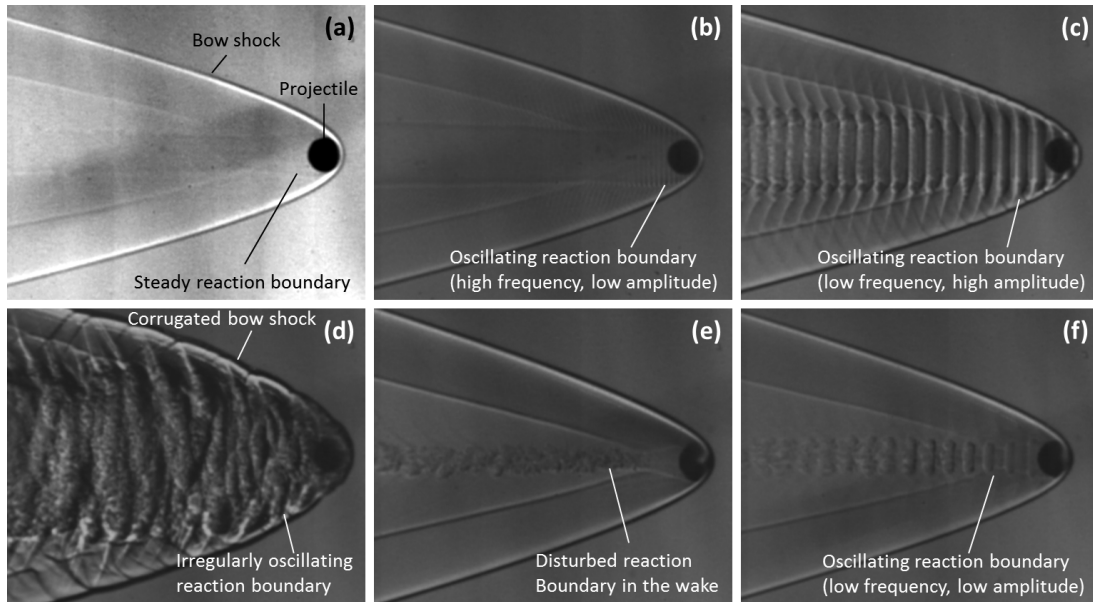 (a)
Bow shock
Projectile
Steady reaction boundary
(b)
Oscillating reaction boundary
(high frequency, low amplitude)
(c)
Oscillating reaction boundary
(low frequency, high amplitude)
(d)
Corrugated bow shock
Irregularly oscillating
reaction boundary
(e)
Disturbed reaction
Boundary in the wake
(f)
Oscillating reaction boundary
(low frequency, low amplitude)